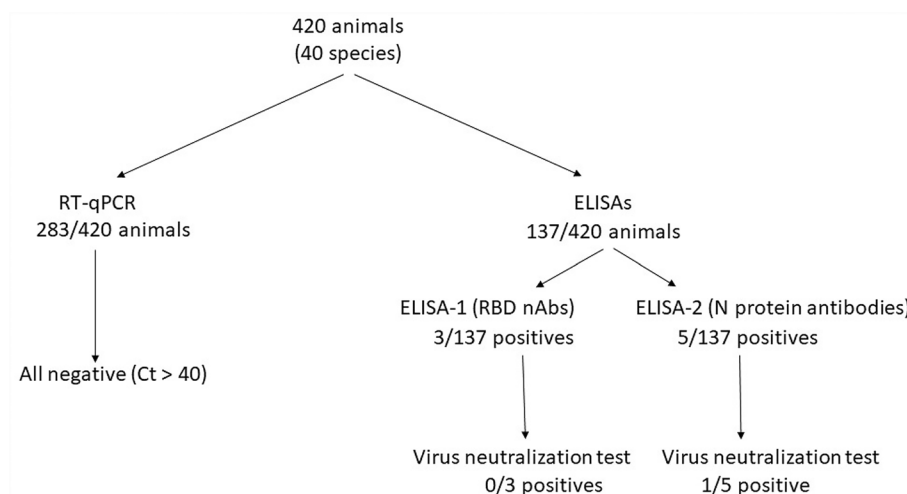 420 animals
(40 species)
RT-qPCR
283/420 animals
ELISAs
137/420 animals
ELISA-1 (RBD nAbs)
3/137 positives
ELISA-2 (N protein antibodies)
5/137 positives
All negative (Ct > 40)
Virus neutralization test
0/3 positives
Virus neutralization test
1/5 positive